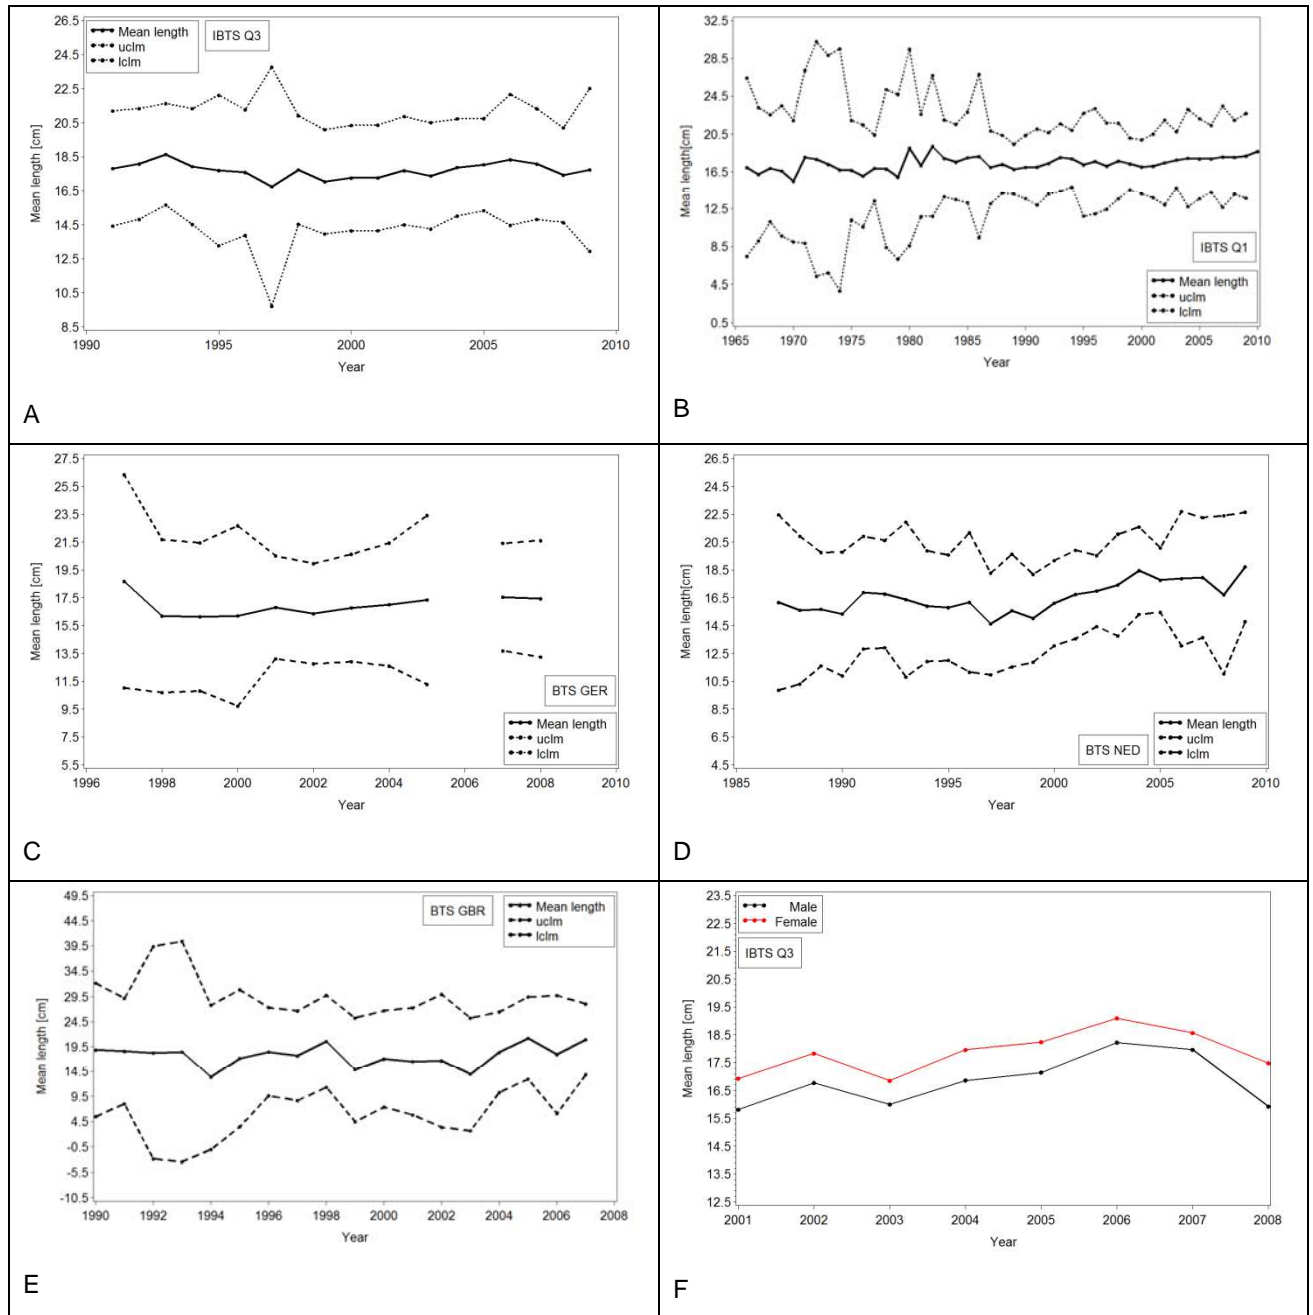 26.5
24.5
22.5
20.5
18.5
16.5
14.5
12.5
10.5
8.5
Mean length [cm]
Mean length
uclm
lclm
IBTS Q3
1990 1995 2000 2005 2010
Year
A
32.5
28.5
24.5
20.5
16.5
12.5
8.5
4.5
0.5
Mean length[cm]
IBTS Q1
Mean length
uclm
lclm
1965 1970 1975 1980 1985 1990 1995 2000 2005 2010
Year
B
27.5
25.5
23.5
21.5
19.5
17.5
15.5
13.5
11.5
9.5
7.5
5.5
Mean length [cm]
BTS GER
Mean length
uclm
lclm
1996 1998 2000 2002 2004 2006 2008 2010
Year
C
26.5
24.5
22.5
20.5
18.5
16.5
14.5
12.5
10.5
8.5
6.5
4.5
Mean length[cm]
BTS NED
Mean length
uclm
lclm
1985 1990 1995 2000 2005 2010
Year
D
49.5
44.5
39.5
34.5
29.5
24.5
19.5
14.5
9.5
4.5
-0.5
-5.5
-10.5
Mean length [cm]
BTS GBR
Mean length
uclm
lclm
1990 1992 1994 1996 1998 2000 2002 2004 2006 2008
Year
E
23.5
22.5
21.5
20.5
19.5
18.5
17.5
16.5
15.5
14.5
13.5
12.5
Mean length [cm]
Male
Female
IBTS Q3
2001 2002 2003 2004 2005 2006 2007 2008
Year
F